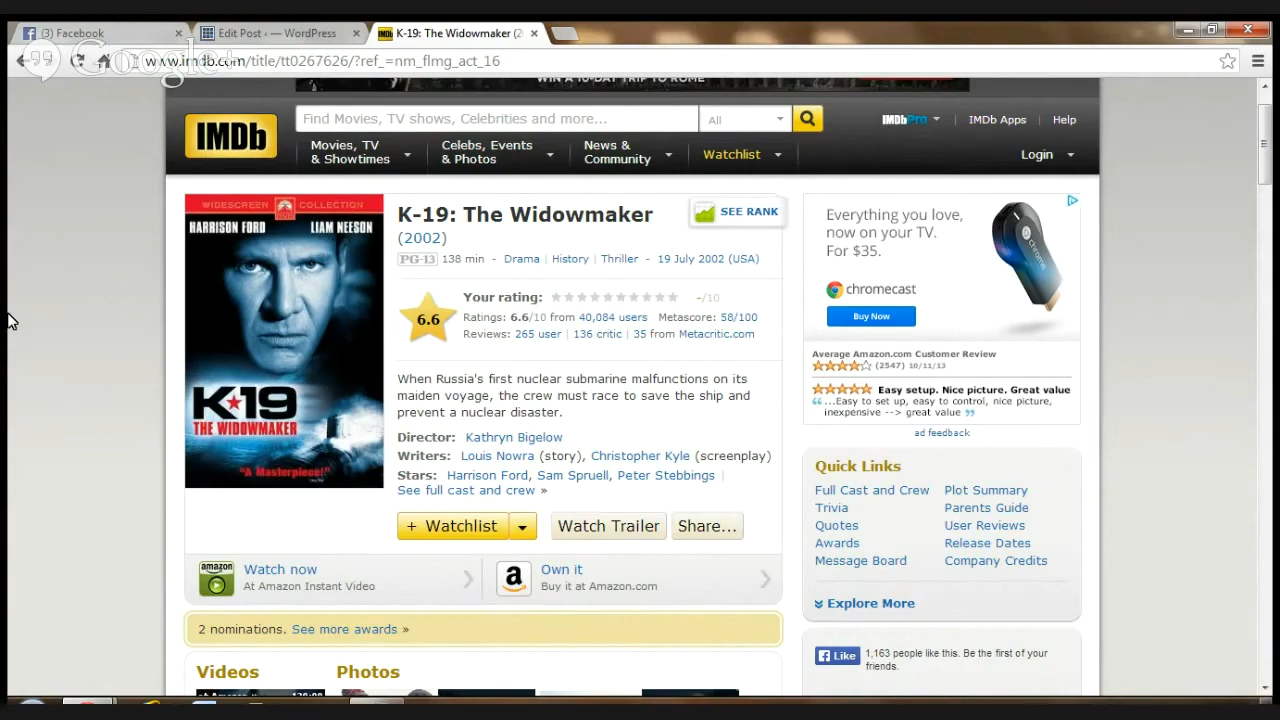 (3) Facebook
Edit Post ‹ — WordPress
K-19: The Widowmaker (2
Google+
www.imdb.com/title/tt0267626/?ref_=nm_flmg_act_16
WIN A 10-DAY TRIP TO ROME
IMDb
Find Movies, TV shows, Celebrities and more...
All
IMDbPro
IMDb Apps
Help
Movies, TV
& Showtimes
Celebs, Events
& Photos
News &
Community
Watchlist
Login
WIDESCREEN COLLECTION
HARRISON FORD LIAM NEESON
K-19
THE WIDOWMAKER
"A Masterpiece!"
K-19: The Widowmaker
(2002)
SEE RANK
PG-13 138 min - Drama | History | Thriller - 19 July 2002 (USA)
6.6
Your rating: -/10
Ratings: 6.6/10 from 40,084 users Metascore: 58/100
Reviews: 265 user | 136 critic | 35 from Metacritic.com
When Russia's first nuclear submarine malfunctions on its
maiden voyage, the crew must race to save the ship and
prevent a nuclear disaster.
Director: Kathryn Bigelow
Writers: Louis Nowra (story), Christopher Kyle (screenplay)
Stars: Harrison Ford, Sam Spruell, Peter Stebbings |
See full cast and crew »
+ Watchlist
Watch Trailer
Share...
amazon
Watch now
At Amazon Instant Video
a
Own it
Buy it at Amazon.com
2 nominations. See more awards »
Videos
Photos
Everything you love,
now on your TV.
For $35.
chrome
chromecast
Buy Now
Average Amazon.com Customer Review
(2547) 10/11/13
Easy setup. Nice picture. Great value
“...Easy to set up, easy to control, nice picture,
inexpensive --> great value ”
ad feedback
Quick Links
Full Cast and Crew
Plot Summary
Trivia
Parents Guide
Quotes
User Reviews
Awards
Release Dates
Message Board
Company Credits
Explore More
Like
1,163 people like this. Be the first of your
friends.